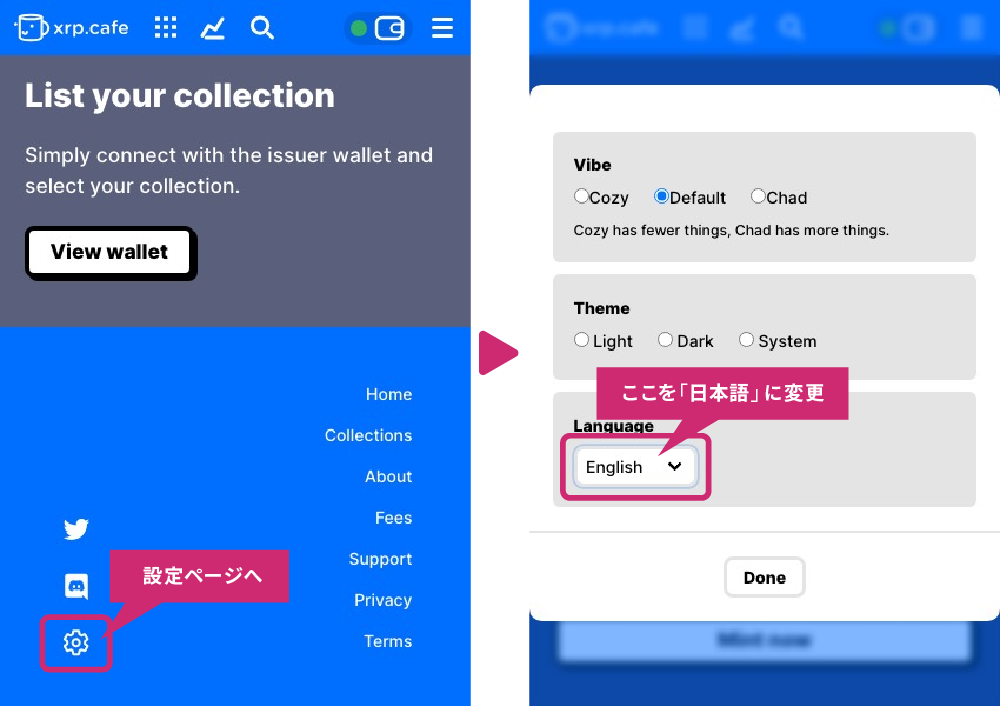 xrp.cafe
List your collection
Simply connect with the issuer wallet and
select your collection.
View wallet
Home
Collections
About
Fees
Support
Privacy
Terms
設定ページへ
xrp.cafe
Vibe
Cozy Default Chad
Cozy has fewer things, Chad has more things.
Theme
Light Dark System
ここを「日本語」に変更
Language
English
Done
Mint now